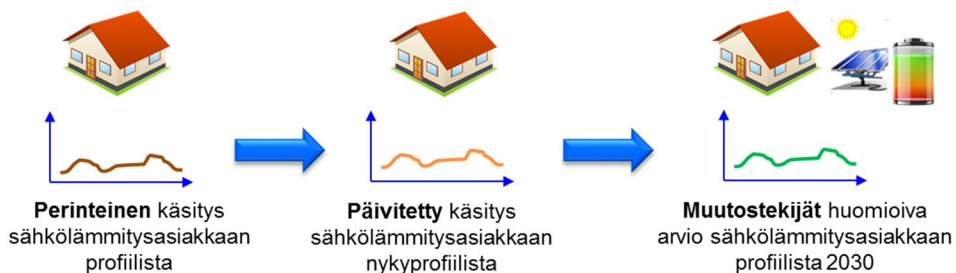 Perinteinen käsitys
sähkölämmitysasiakkaan
profiilista
Päivitetty käsitys
sähkölämmitysasiakkaan
nykyprofiilista
Muutostekijät huomioiva
arvio sähkölämmitysasiakkaan
profiilista 2030